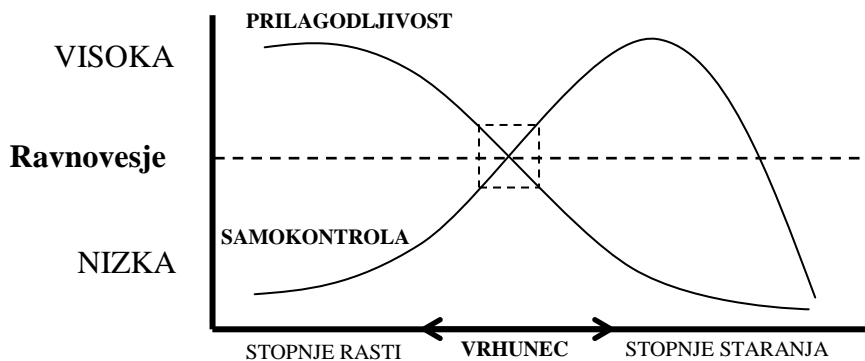 PRILAGODLJIVOST
VISOKA
Ravnovesje
SAMOKONTROLA
NIZKA
STOPNJE RASTI
VRHUNEC
STOPNJE STARANJA